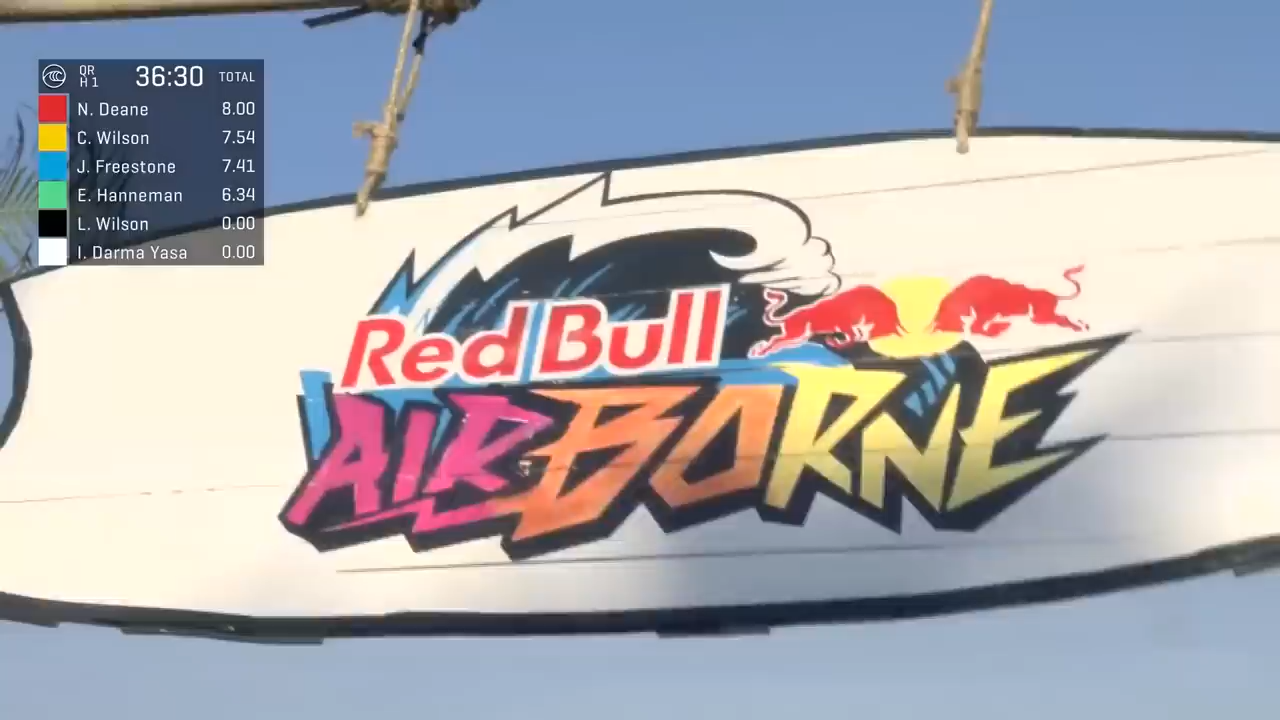 QR
H 1
36:30 TOTAL
N. Deane 8.00
C. Wilson 7.54
J. Freestone 7.41
E. Hanneman 6.34
L. Wilson 0.00
I. Darma Yasa 0.00
Red Bull
AIRBORNE